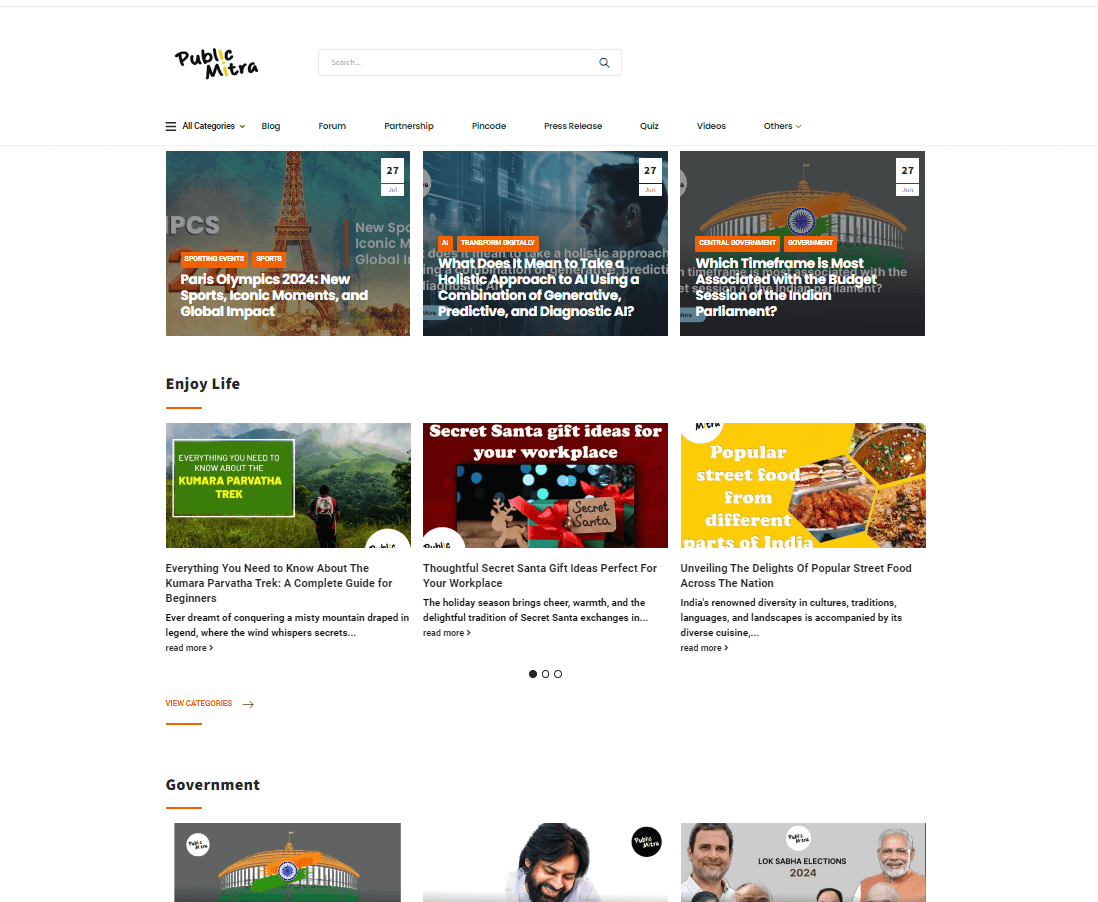 Public
Mitra
Search...
All Categories
Blog
Forum
Partnership
Pincode
Press Release
Quiz
Videos
Others
27
Jul
New Spo
Iconic M
Global I
SPORTING EVENTS SPORTS
Paris Olympics 2024: New
Sports, Iconic Moments, and
Global Impact
27
Jun
AI TRANSFORM DIGITALLY
What Does It Mean to Take a
Holistic Approach to AI Using a
Combination of Generative,
Predictive, and Diagnostic AI?
27
Jun
CENTRAL GOVERNMENT GOVERNMENT
Which Timeframe is Most
Associated with the Budget
Session of the Indian
Parliament?
Enjoy Life
EVERYTHING YOU NEED TO
KNOW ABOUT THE
KUMARA PARVATHA
TREK
Everything You Need to Know About The
Kumara Parvatha Trek: A Complete Guide for
Beginners
Ever dreamt of conquering a misty mountain draped in
legend, where the wind whispers secrets...
read more
Secret Santa gift ideas for
your workplace
Secret
Santa
Thoughtful Secret Santa Gift Ideas Perfect For
Your Workplace
The holiday season brings cheer, warmth, and the
delightful tradition of Secret Santa exchanges in...
read more
Mitra
Popular
street food
from
different
parts of India
Unveiling The Delights Of Popular Street Food
Across The Nation
India's renowned diversity in cultures, traditions,
languages, and landscapes is accompanied by its
diverse cuisine,...
read more
VIEW CATEGORIES
Government
Public
Mitra
Public
Mitra
Public
Mitra
LOK SABHA ELECTIONS
2024